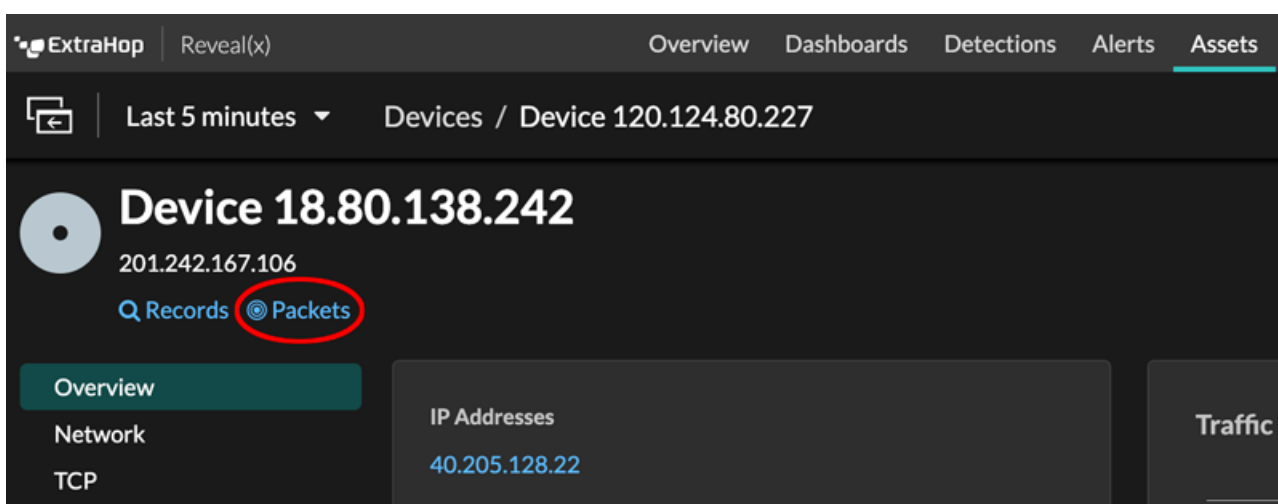 ExtraHop Reveal(x) Overview Dashboards Detections Alerts Assets
Last 5 minutes Devices / Device 120.124.80.227
Device 18.80.138.242
201.242.167.106
Records Packets
Overview
Network
TCP
IP Addresses
40.205.128.22
Traffic